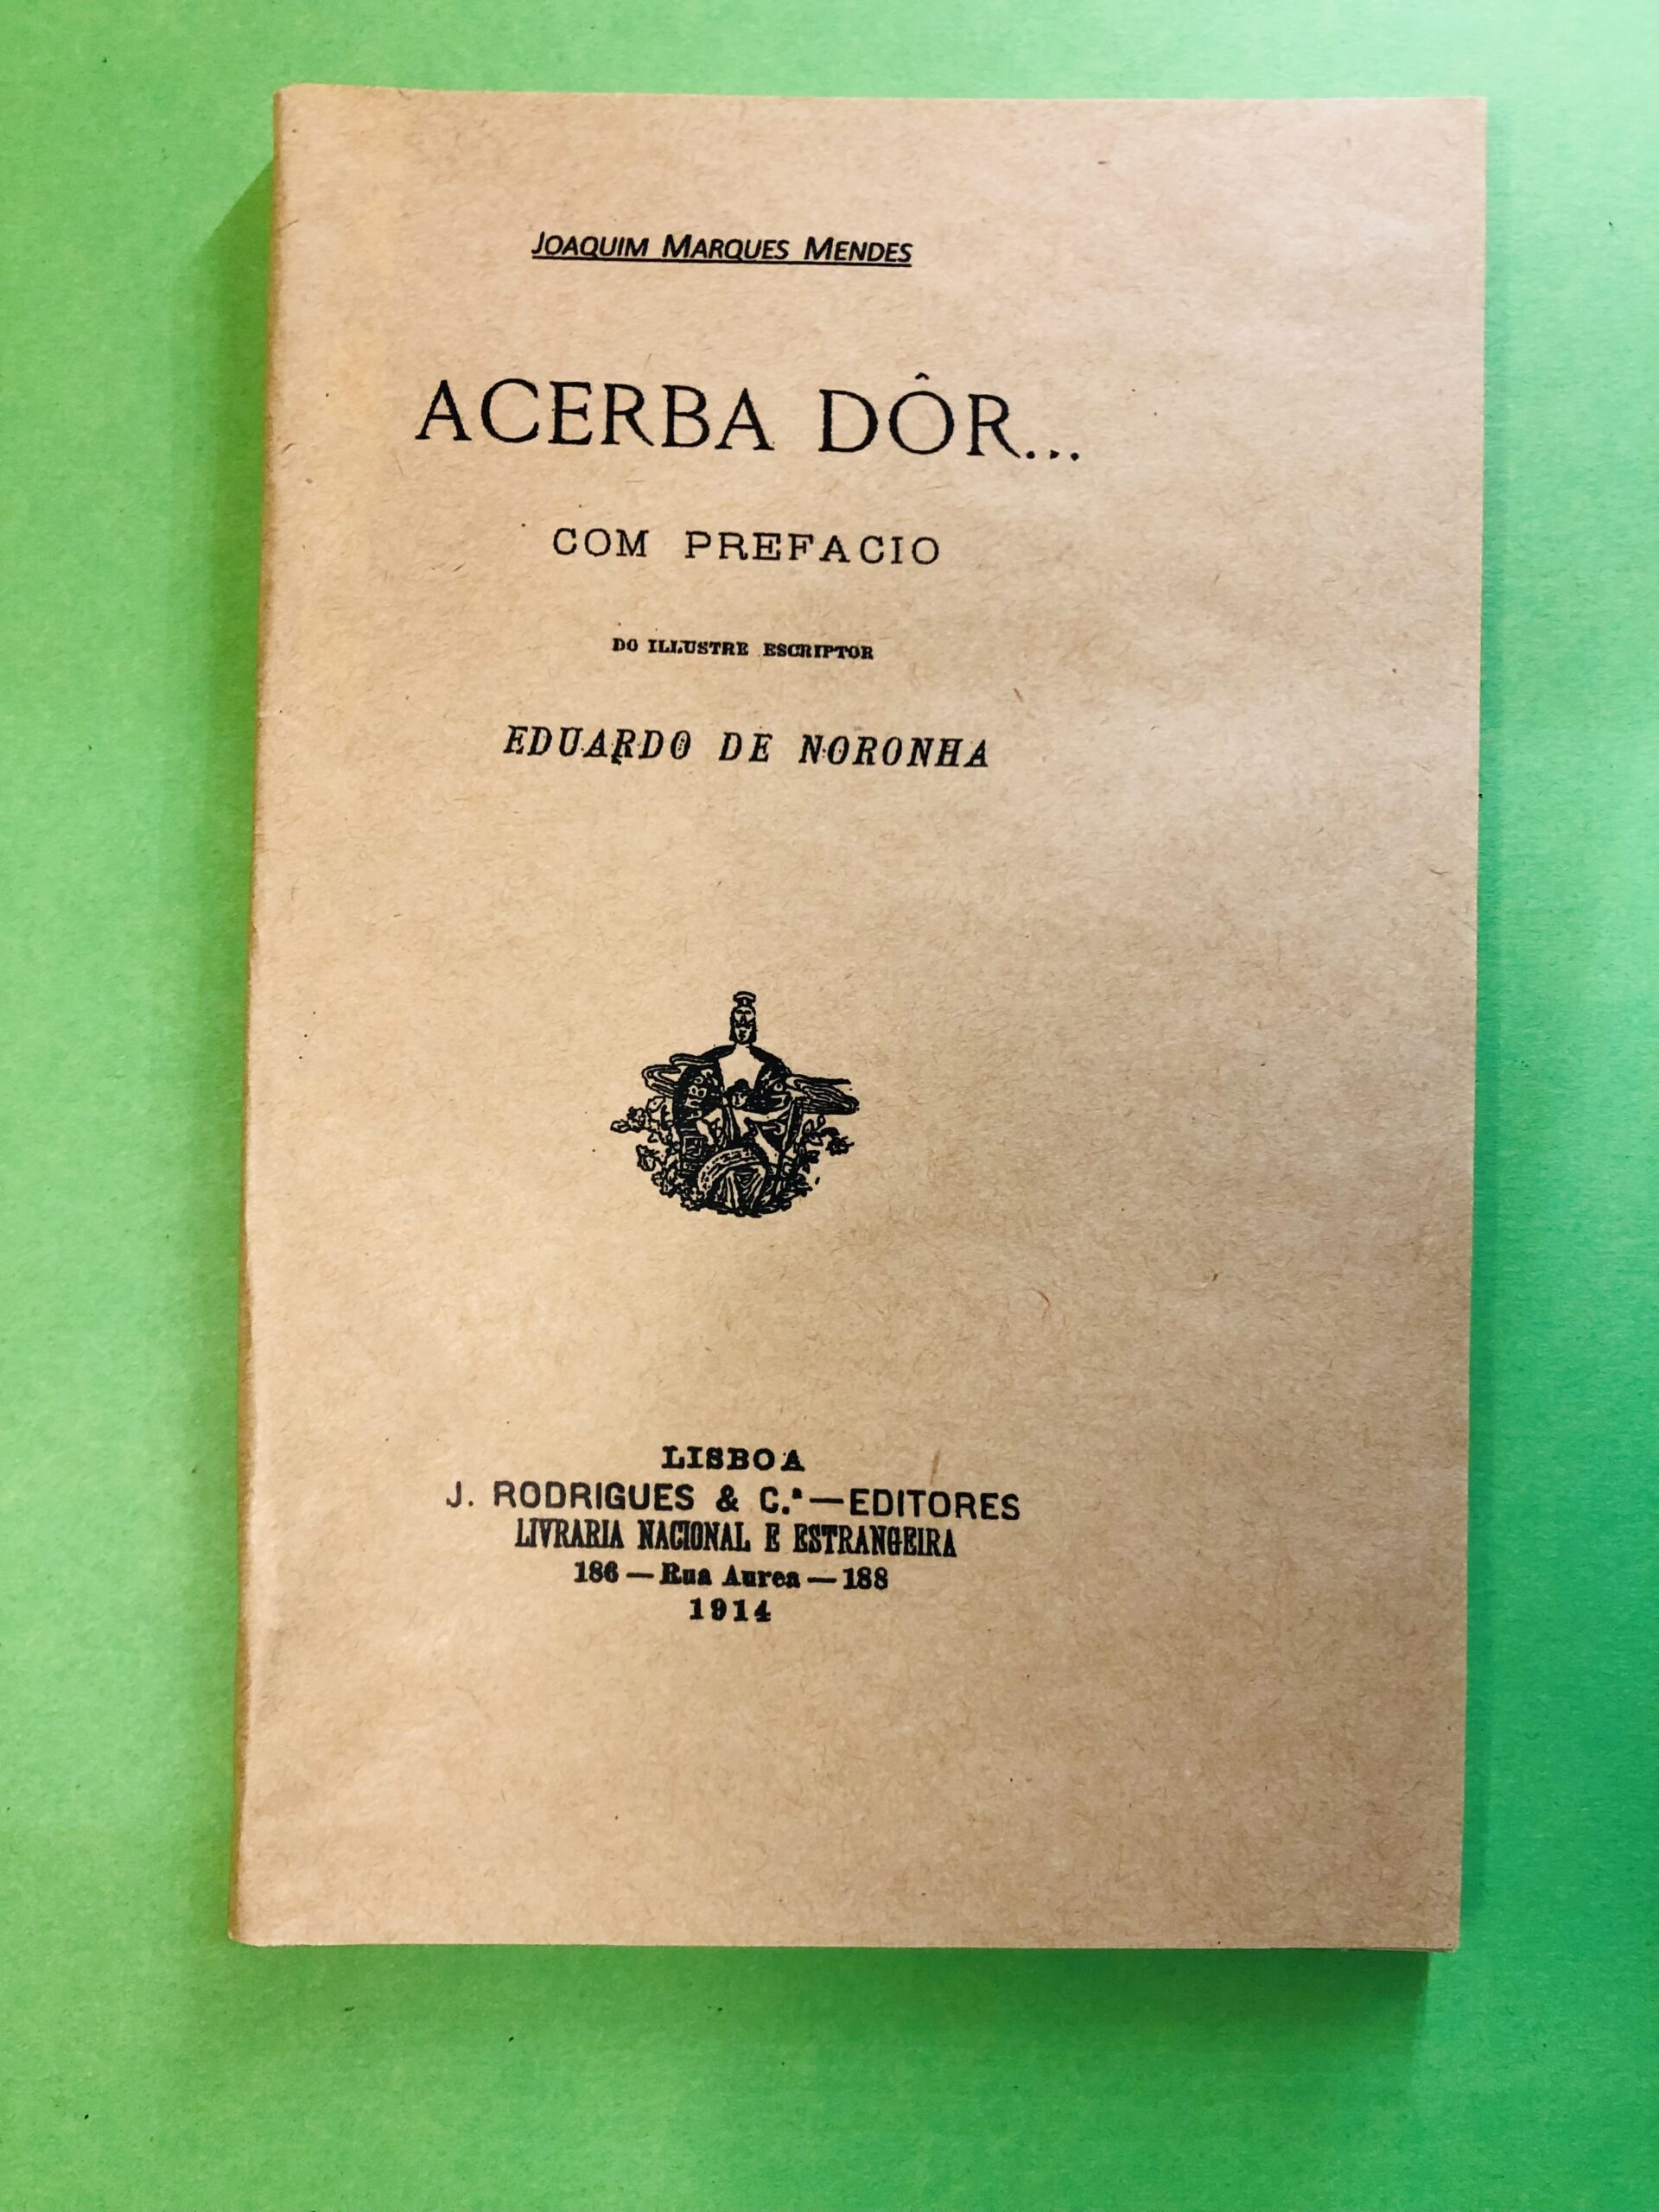 JOAQUIM MARQUES MENDES
ACERBA DÔR...
COM PREFACIO
DO ILLUSTRE ESCRIPTOR
EDUARDO DE NORONHA
LISBOA
J. RODRIGUES & C.ª—EDITORES
LIVRARIA NACIONAL E ESTRANGEIRA
186 — Rua Aurea — 188
1914